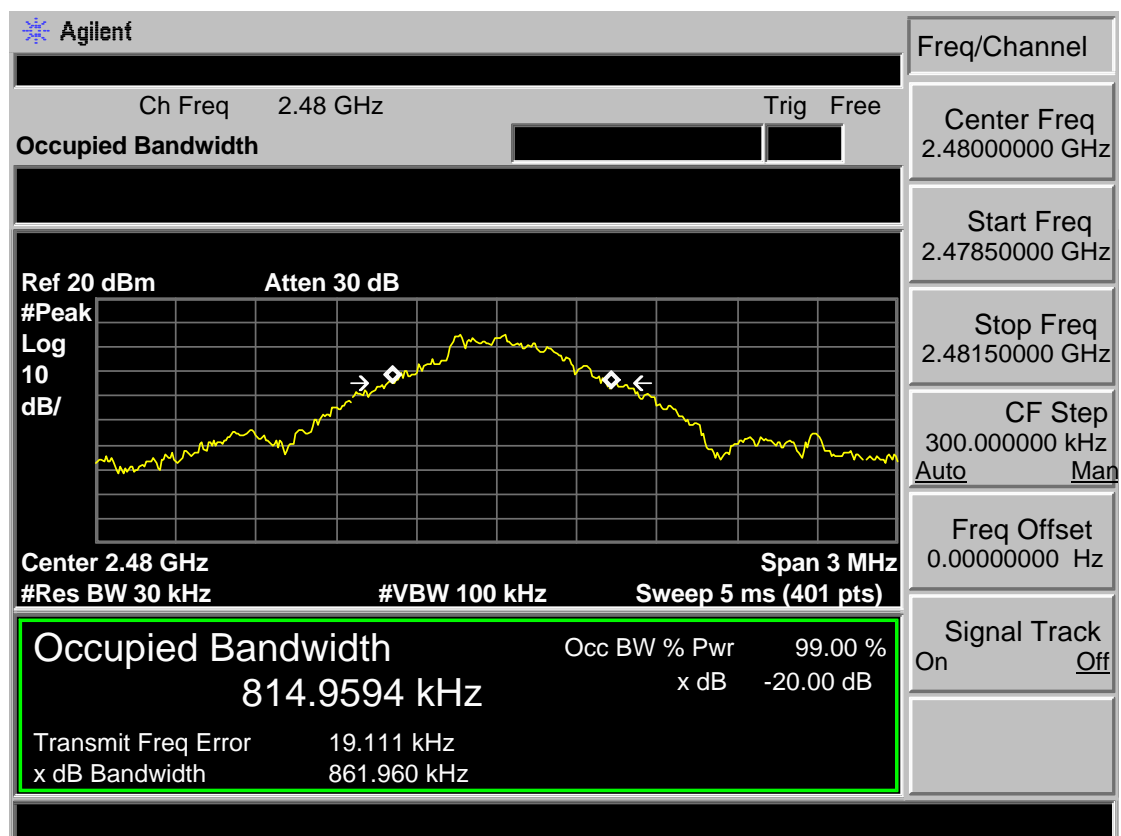 Agilent
Freq/Channel
Ch Freq 2.48 GHz Trig Free
Occupied Bandwidth
Center Freq
2.48000000 GHz
Start Freq
2.47850000 GHz
Ref 20 dBm Atten 30 dB
#Peak
Log
10
dB/
Stop Freq
2.48150000 GHz
CF Step
300.000000 kHz
Auto Man
Freq Offset
0.00000000 Hz
Center 2.48 GHz Span 3 MHz
#Res BW 30 kHz #VBW 100 kHz Sweep 5 ms (401 pts)
Signal Track
On Off
Occupied Bandwidth
814.9594 kHz
Occ BW % Pwr 99.00 %
x dB -20.00 dB
Transmit Freq Error 19.111 kHz
x dB Bandwidth 861.960 kHz